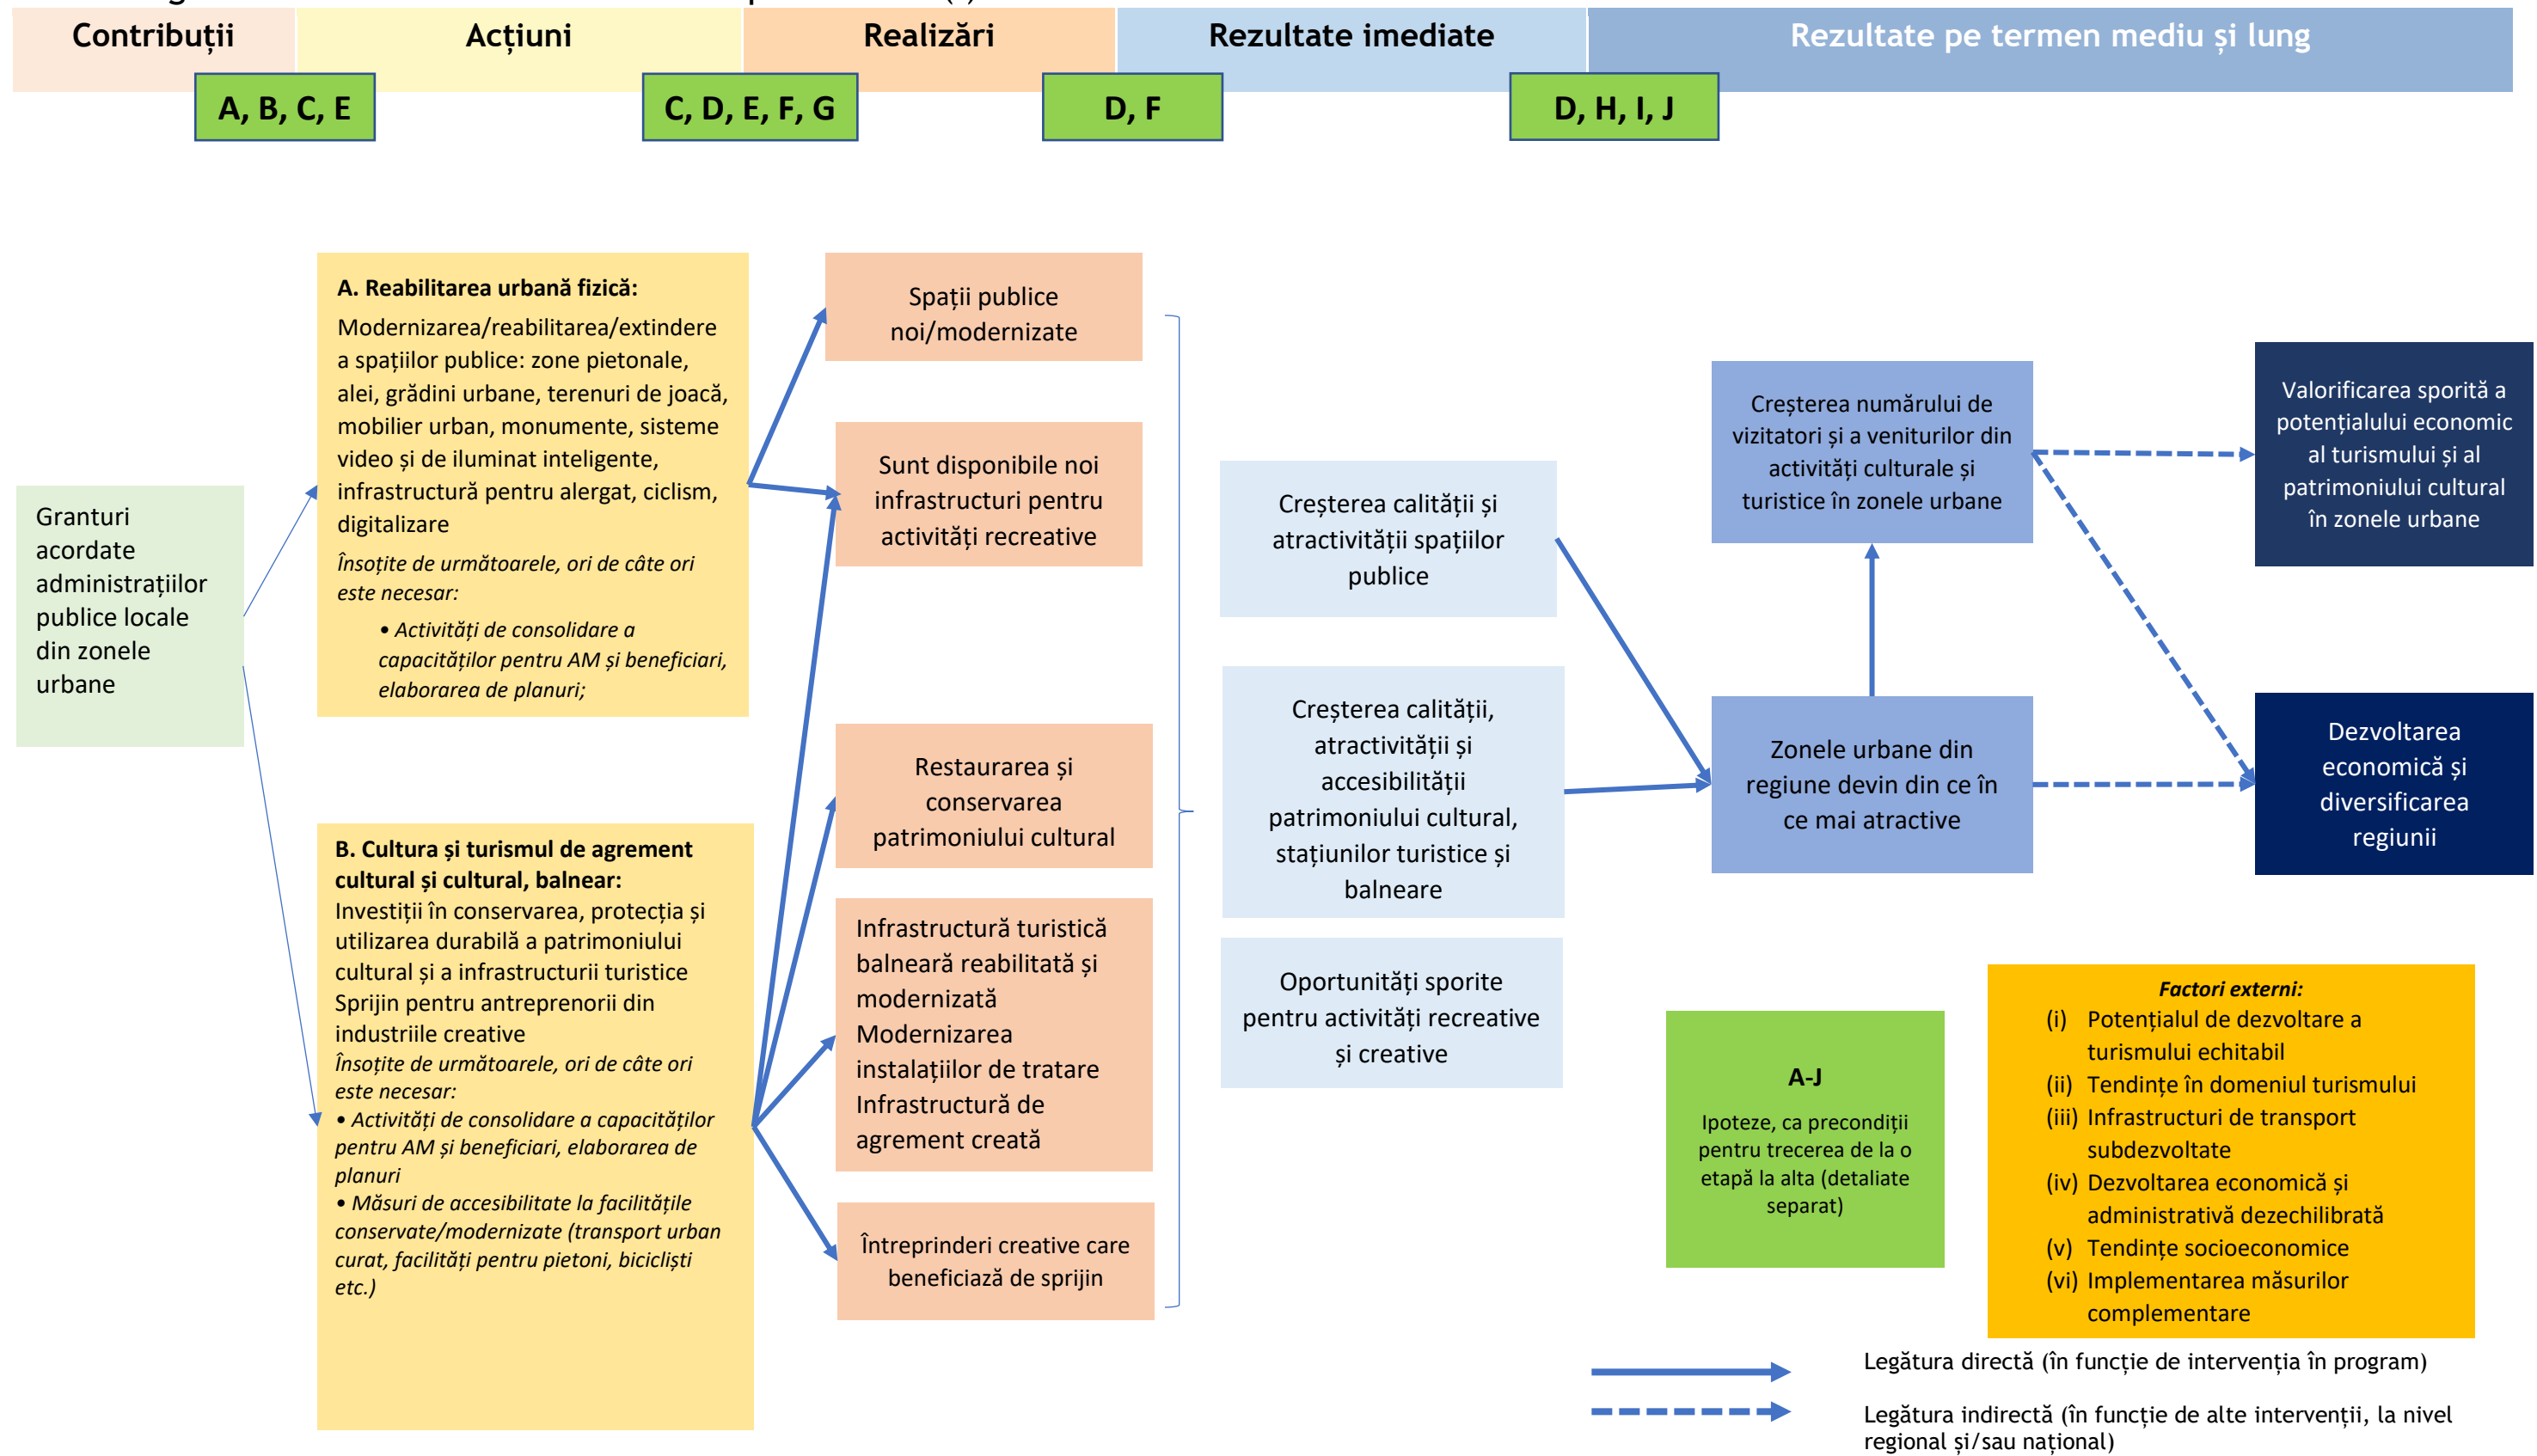 Contribuții
Acțiuni
Realizări
Rezultate imediate
Rezultate pe termen mediu și lung
A, B, C, E
C, D, E, F, G
D, F
D, H, I, J
Granturi
acordate
administrațiilor
publice locale
din zonele
urbane
A. Reabilitarea urbană fizică:
Modernizarea/reabilitarea/extindere
a spațiilor publice: zone pietonale,
alei, grădini urbane, terenuri de joacă,
mobilier urban, monumente, sisteme
video și de iluminat inteligente,
infrastructură pentru alergat, ciclism,
digitalizare
Însoțite de următoarele, ori de câte ori
este necesar:
• Activități de consolidare a
capacităților pentru AM și beneficiari,
elaborarea de planuri;
B. Cultura și turismul de agrement
cultural și cultural, balnear:
Investiții în conservarea, protecția și
utilizarea durabilă a patrimoniului
cultural și a infrastructurii turistice
Sprijin pentru antreprenorii din
industriile creative
Însoțite de următoarele, ori de câte ori
este necesar:
• Activități de consolidare a capacităților
pentru AM și beneficiari, elaborarea de
planuri
• Măsuri de accesibilitate la facilitățile
conservate/modernizate (transport urban
curat, facilități pentru pietoni, bicicliști
etc.)
Spații publice
noi/modernizate
Sunt disponibile noi
infrastructuri pentru
activități recreative
Restaurarea și
conservarea
patrimoniului cultural
Infrastructură turistică
balneară reabilitată și
modernizată
Modernizarea
instalațiilor de tratare
Infrastructură de
agrement creată
Întreprinderi creative care
beneficiază de sprijin
Creșterea calității și
atractivității spațiilor
publice
Creșterea calității,
atractivității și
accesibilității
patrimoniului cultural,
stațiunilor turistice și
balneare
Oportunități sporite
pentru activități recreative
și creative
Creșterea numărului de
vizitatori și a veniturilor din
activități culturale și
turistice în zonele urbane
Zonele urbane din
regiune devin din ce în
ce mai atractive
Valorificarea sporită a
potențialului economic
al turismului și al
patrimoniului cultural
în zonele urbane
Dezvoltarea
economică și
diversificarea
regiunii
A-J
Ipoteze, ca precondiții
pentru trecerea de la o
etapă la alta (detaliate
separat)
Factori externi:
(i) Potențialul de dezvoltare a
turismului echitabil
(ii) Tendințe în domeniul turismului
(iii) Infrastructuri de transport
subdezvoltate
(iv) Dezvoltarea economică și
administrativă dezechilibrată
(v) Tendințe socioeconomice
(vi) Implementarea măsurilor
complementare
Legătura directă (în funcție de intervenția în program)
Legătura indirectă (în funcție de alte intervenții, la nivel
regional și/sau național)